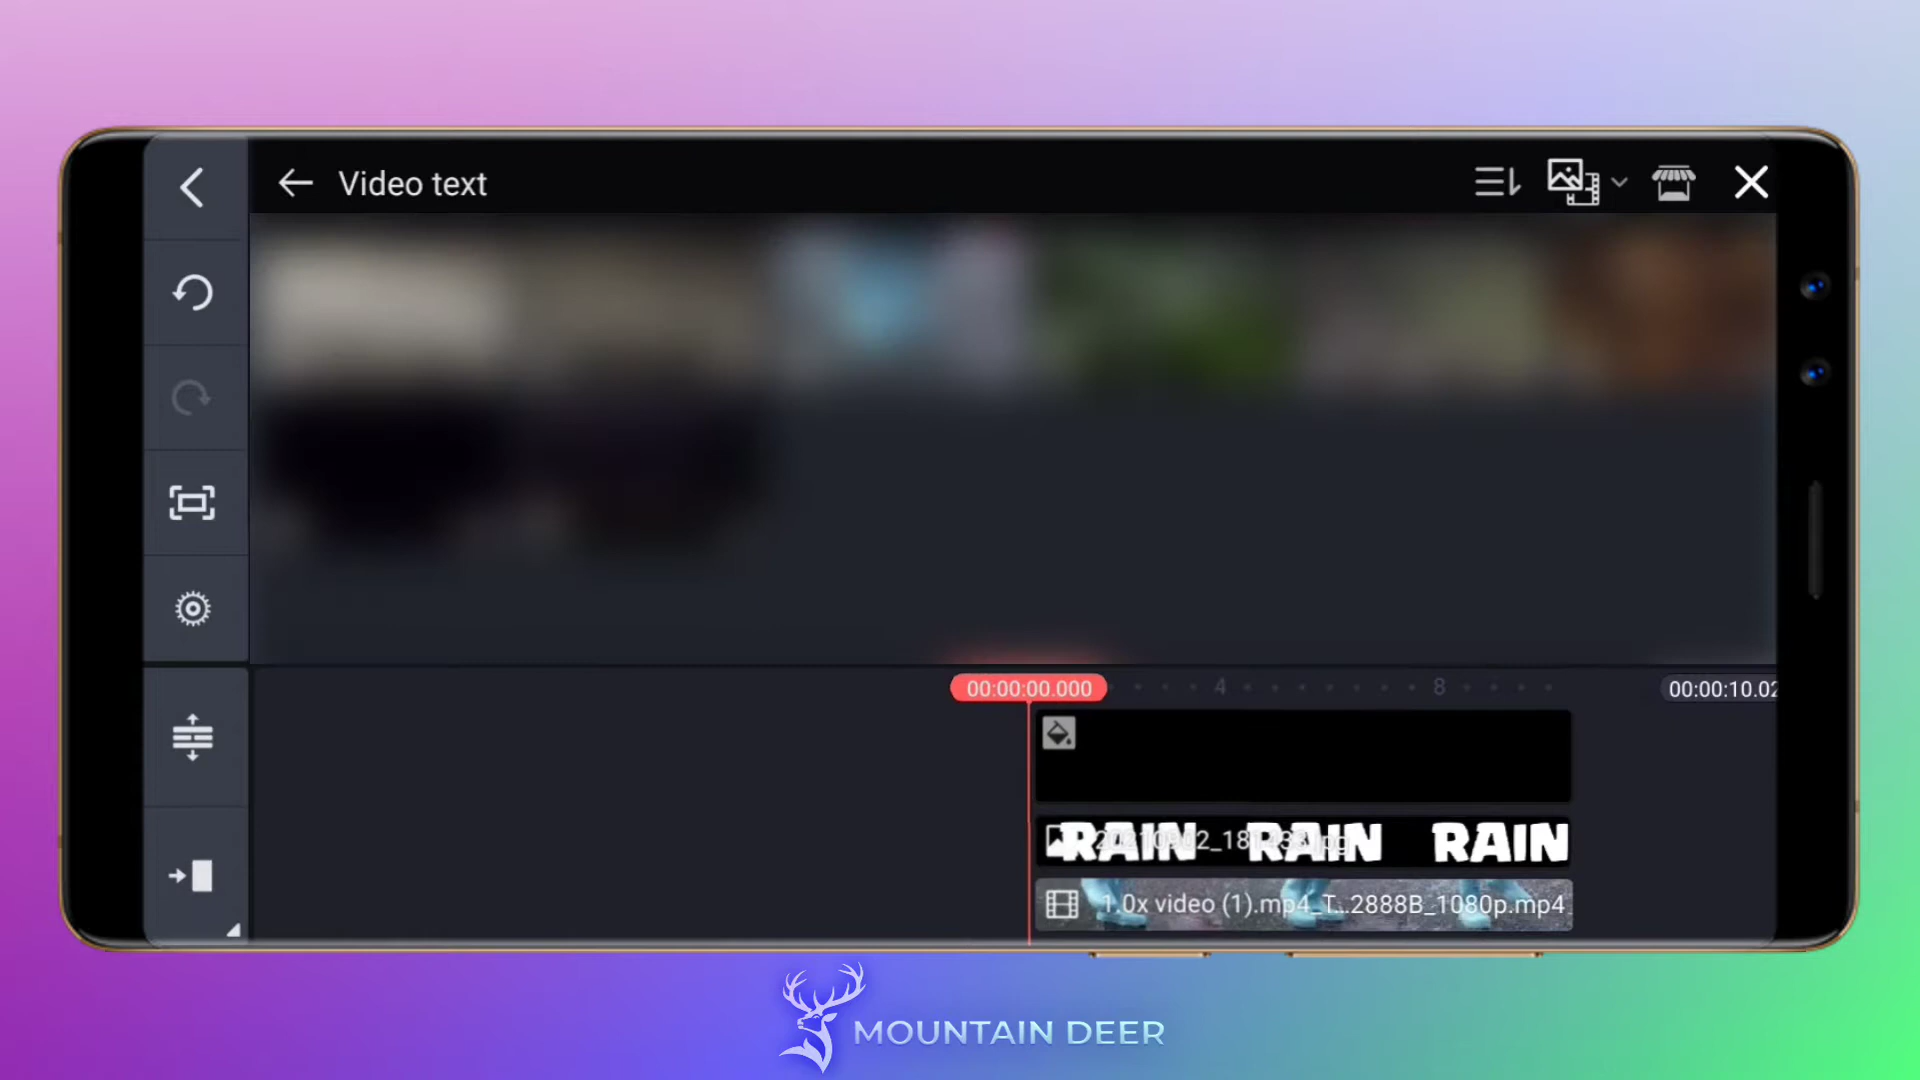 Video text
00:00:00.000
4
8
00:00:10.02
RAIN RAIN RAIN
1.0x video (1).mp4_T...2888B_1080p.mp4
MOUNTAIN DEER